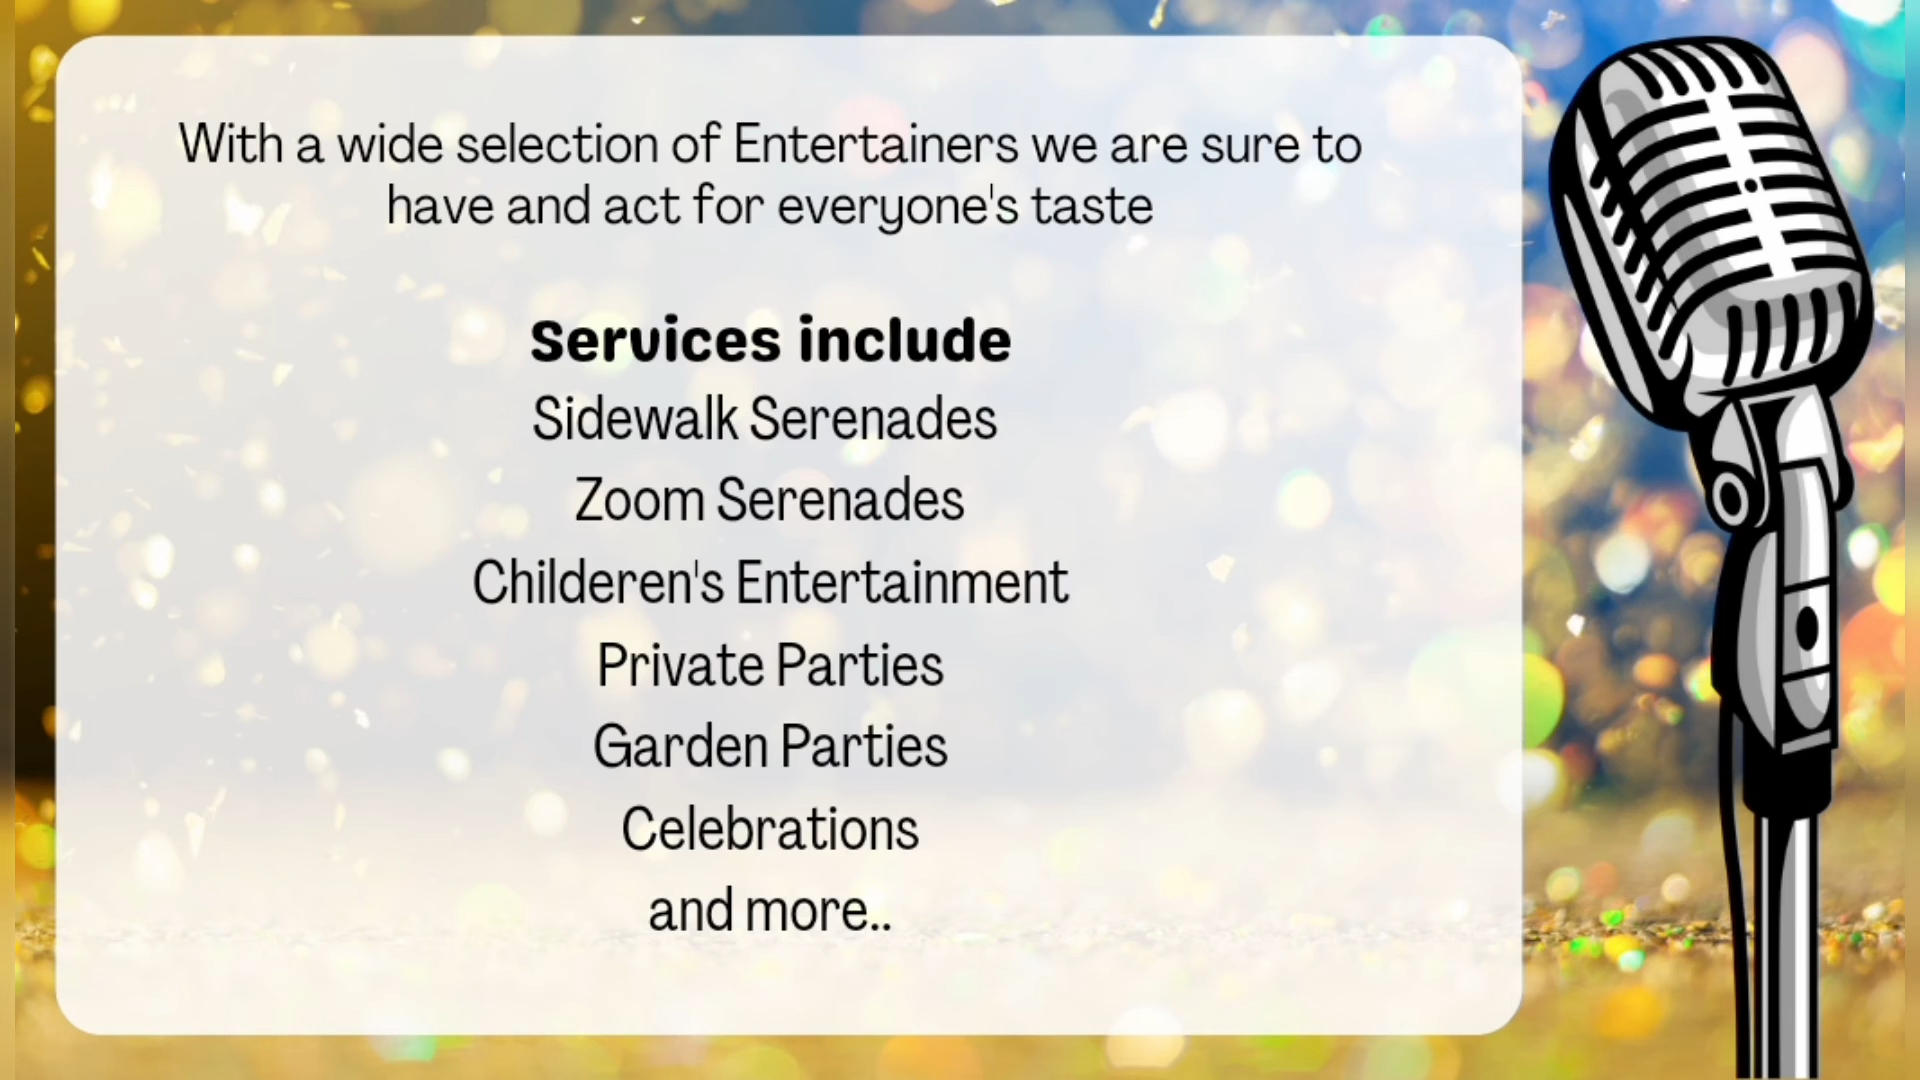 With a wide selection of Entertainers we are sure to
have and act for everyone's taste
Services include
Sidewalk Serenades
Zoom Serenades
Childeren's Entertainment
Private Parties
Garden Parties
Celebrations
and more..